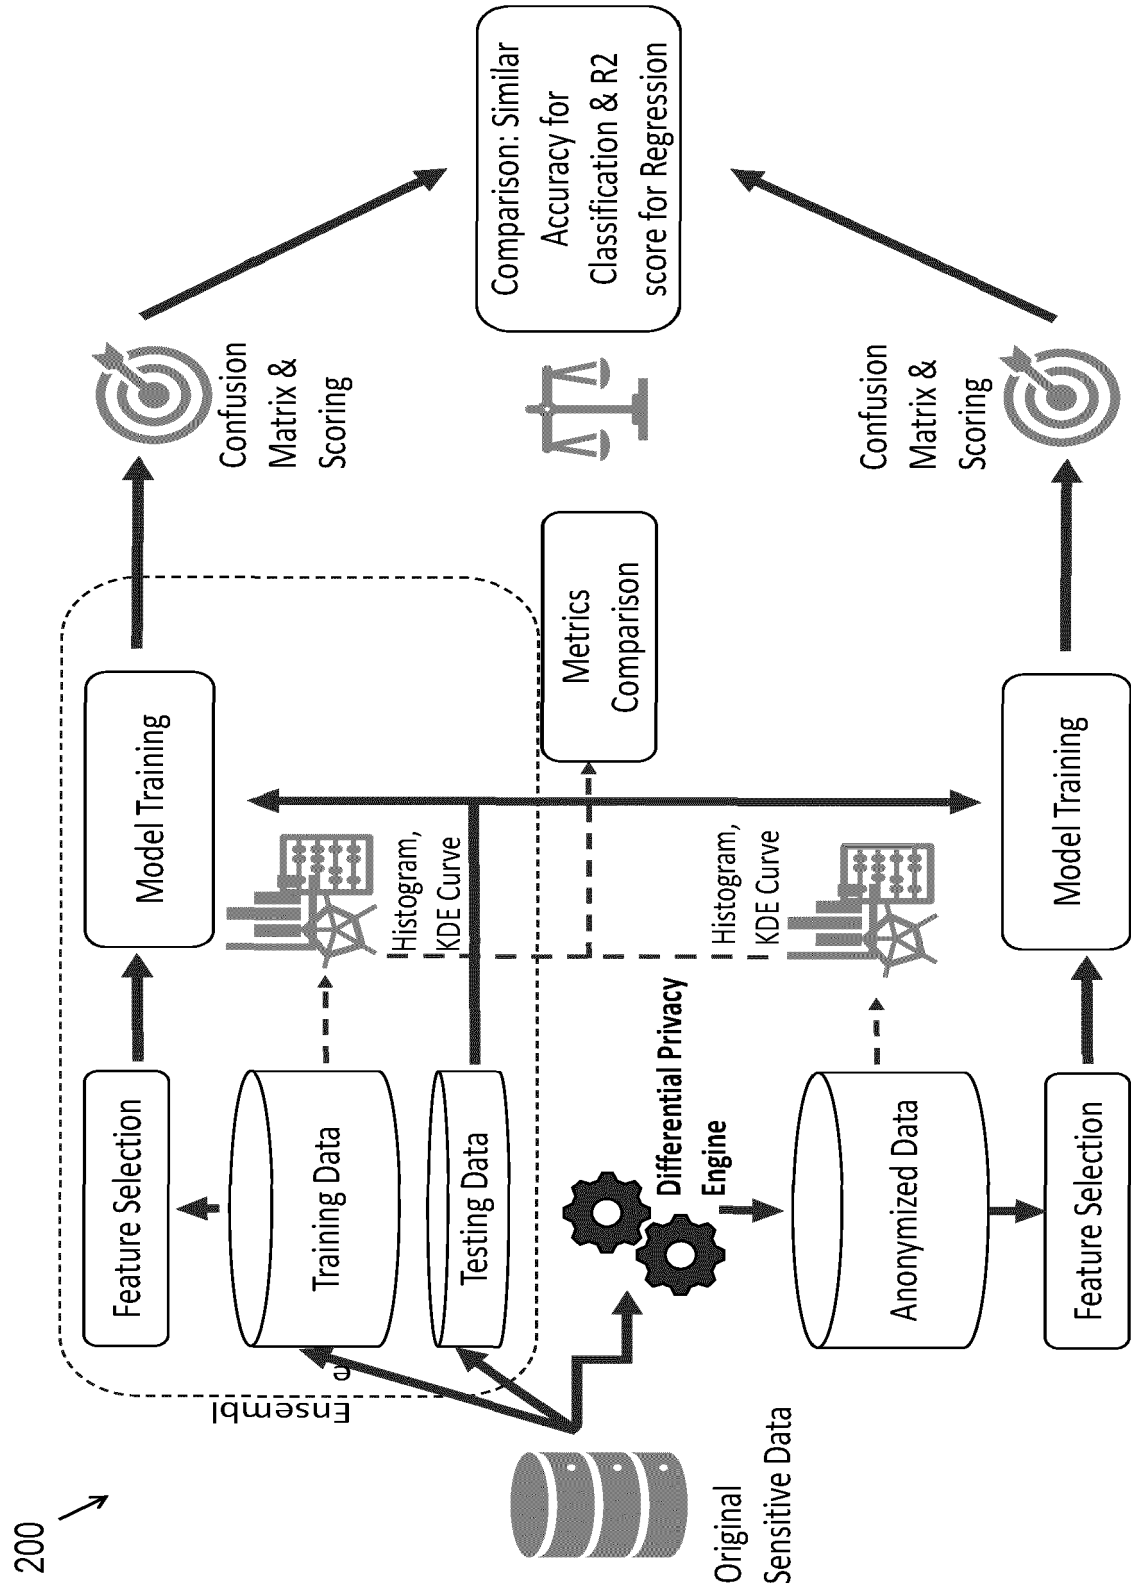 200
Original
Sensitive Data
Ensembl
e
Feature Selection
Training Data
Testing Data
Differential Privacy
Engine
Anonymized Data
Feature Selection
Model Training
Histogram,
KDE Curve
Histogram,
KDE Curve
Model Training
Metrics
Comparison
Confusion
Matrix &
Scoring
Confusion
Matrix &
Scoring
Comparison: Similar
Accuracy for
Classification & R2
score for Regression